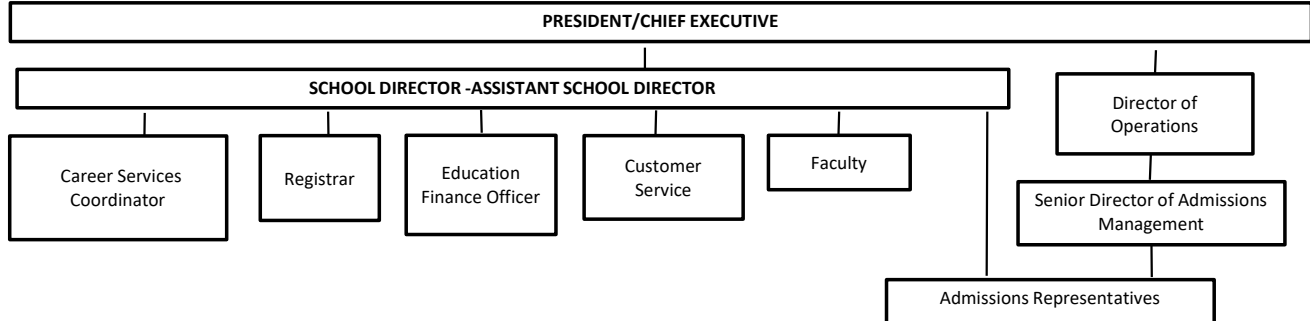 PRESIDENT/CHIEF EXECUTIVE
SCHOOL DIRECTOR -ASSISTANT SCHOOL DIRECTOR
Director of
Operations
Career Services
Coordinator
Registrar
Education
Finance Officer
Customer
Service
Faculty
Senior Director of Admissions
Management
Admissions Representatives